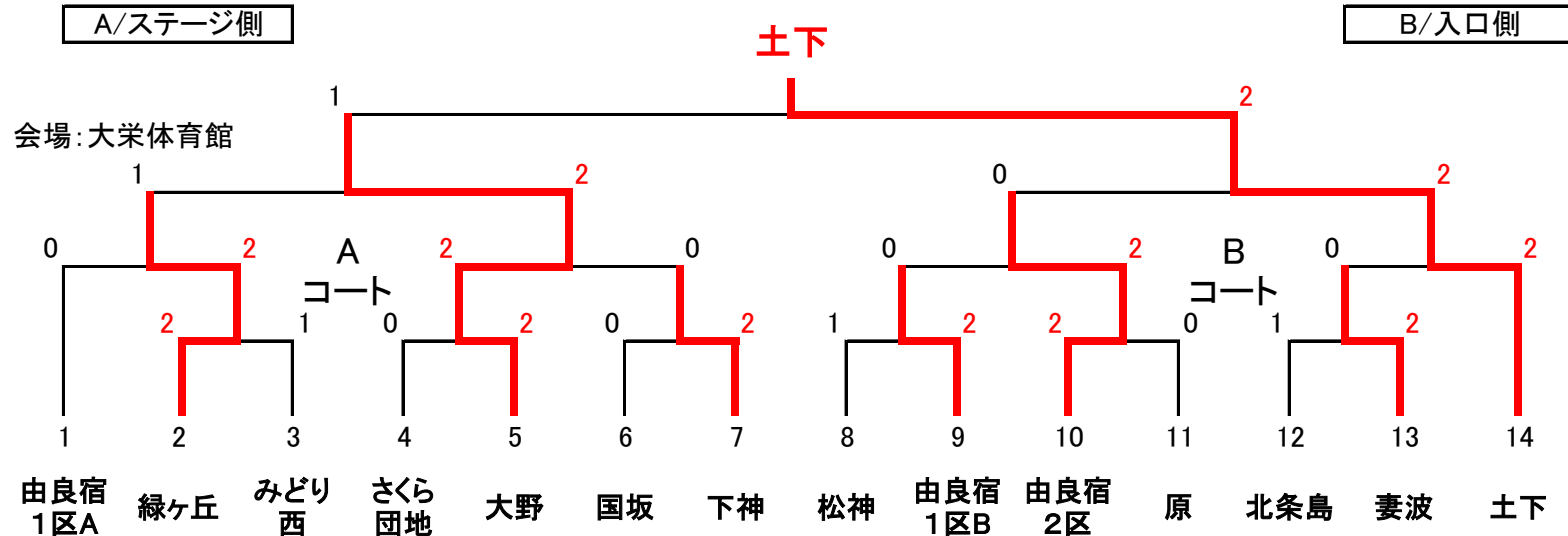 A/ステージ側
B/入口側
土下
1
2
会場:大栄体育館
1
2
0
2
0
2
A
2
0
0
2
B
0
2
コート
コート
2
1
0
2
0
2
1
2
2
0
1
2
1
2
3
4
5
6
7
8
9
10
11
12
13
14
由良宿
1区A
緑ヶ丘
みどり
西
さくら
団地
大野
国坂
下神
松神
由良宿
1区B
由良宿
2区
原
北条島
妻波
土下